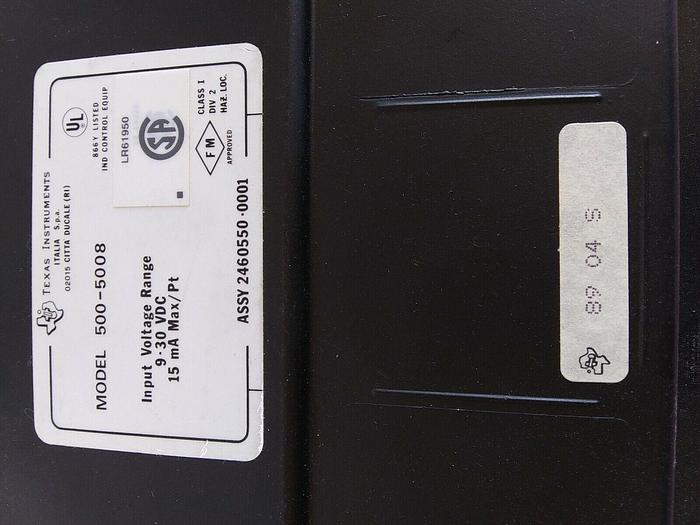 TEXAS INSTRUMENTS
ITALIA S.p.a.
02015 CITTA DUCALE (RI)
UL
866Y LISTED
IND CONTROL EQUIP
MODEL 500-5008
LR61950
SA
Input Voltage Range
9-30 VDC
15 mA Max/Pt
FM
APPROVED
CLASS I
DIV 2
HAZ. LOC.
ASSY 2460550-0001
89 04 S